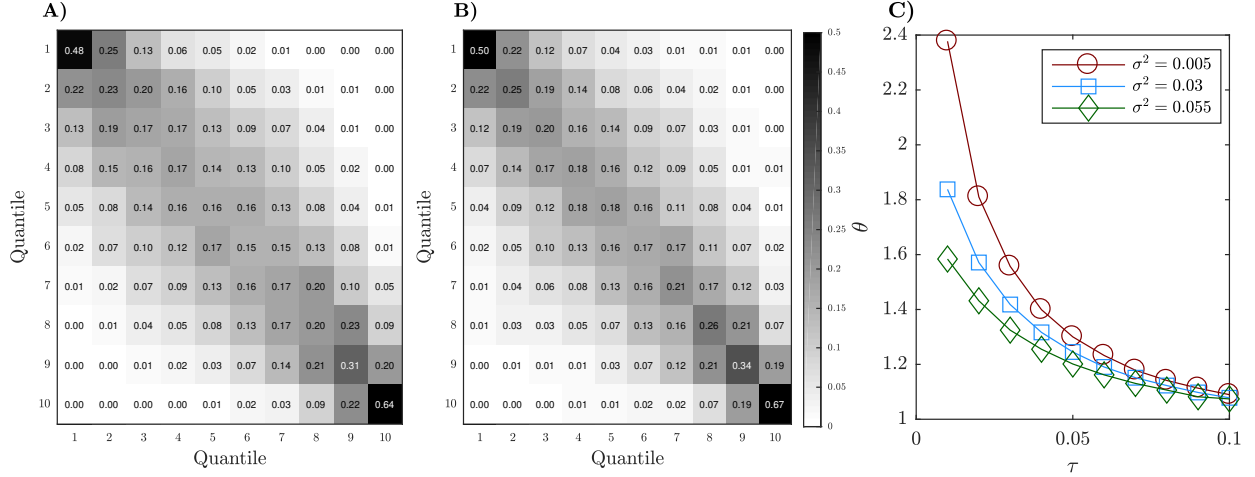 A)
Quantile
1 0.48 0.25 0.13 0.06 0.05 0.02 0.01 0.00 0.00 0.00
2 0.22 0.23 0.20 0.16 0.10 0.05 0.03 0.01 0.01 0.00
3 0.13 0.19 0.17 0.17 0.13 0.09 0.07 0.04 0.01 0.00
4 0.08 0.15 0.16 0.17 0.14 0.13 0.10 0.05 0.02 0.00
5 0.05 0.08 0.14 0.16 0.16 0.16 0.13 0.08 0.04 0.01
6 0.02 0.07 0.10 0.12 0.17 0.15 0.15 0.13 0.08 0.01
7 0.01 0.02 0.07 0.09 0.13 0.16 0.17 0.20 0.10 0.05
8 0.00 0.01 0.04 0.05 0.08 0.13 0.17 0.20 0.23 0.09
9 0.00 0.00 0.01 0.02 0.03 0.07 0.14 0.21 0.31 0.20
10 0.00 0.00 0.00 0.00 0.01 0.02 0.03 0.09 0.22 0.64
1 2 3 4 5 6 7 8 9 10
Quantile
B)
Quantile
1 0.50 0.22 0.12 0.07 0.04 0.03 0.01 0.01 0.00 0.00
2 0.22 0.25 0.19 0.14 0.08 0.06 0.04 0.02 0.01 0.00
3 0.12 0.19 0.20 0.16 0.14 0.09 0.07 0.03 0.01 0.00
4 0.07 0.14 0.17 0.18 0.16 0.12 0.09 0.05 0.01 0.01
5 0.04 0.09 0.12 0.18 0.18 0.16 0.11 0.08 0.04 0.01
6 0.02 0.05 0.10 0.13 0.16 0.17 0.17 0.11 0.07 0.02
7 0.01 0.03 0.06 0.09 0.13 0.16 0.21 0.17 0.12 0.03
8 0.01 0.03 0.03 0.05 0.07 0.13 0.16 0.26 0.21 0.07
9 0.00 0.01 0.01 0.01 0.03 0.07 0.12 0.21 0.34 0.19
10 0.00 0.00 0.00 0.01 0.01 0.02 0.02 0.07 0.19 0.67
1 2 3 4 5 6 7 8 9 10
Quantile
0.5
0.45
0.4
0.35
0.3
0.25
0.2
0.15
0.1
0.05
0
C)
θ
2.4
2.2
2
1.8
1.6
1.4
1.2
1
0 0.05 0.1
τ
σ² = 0.005
σ² = 0.03
σ² = 0.055